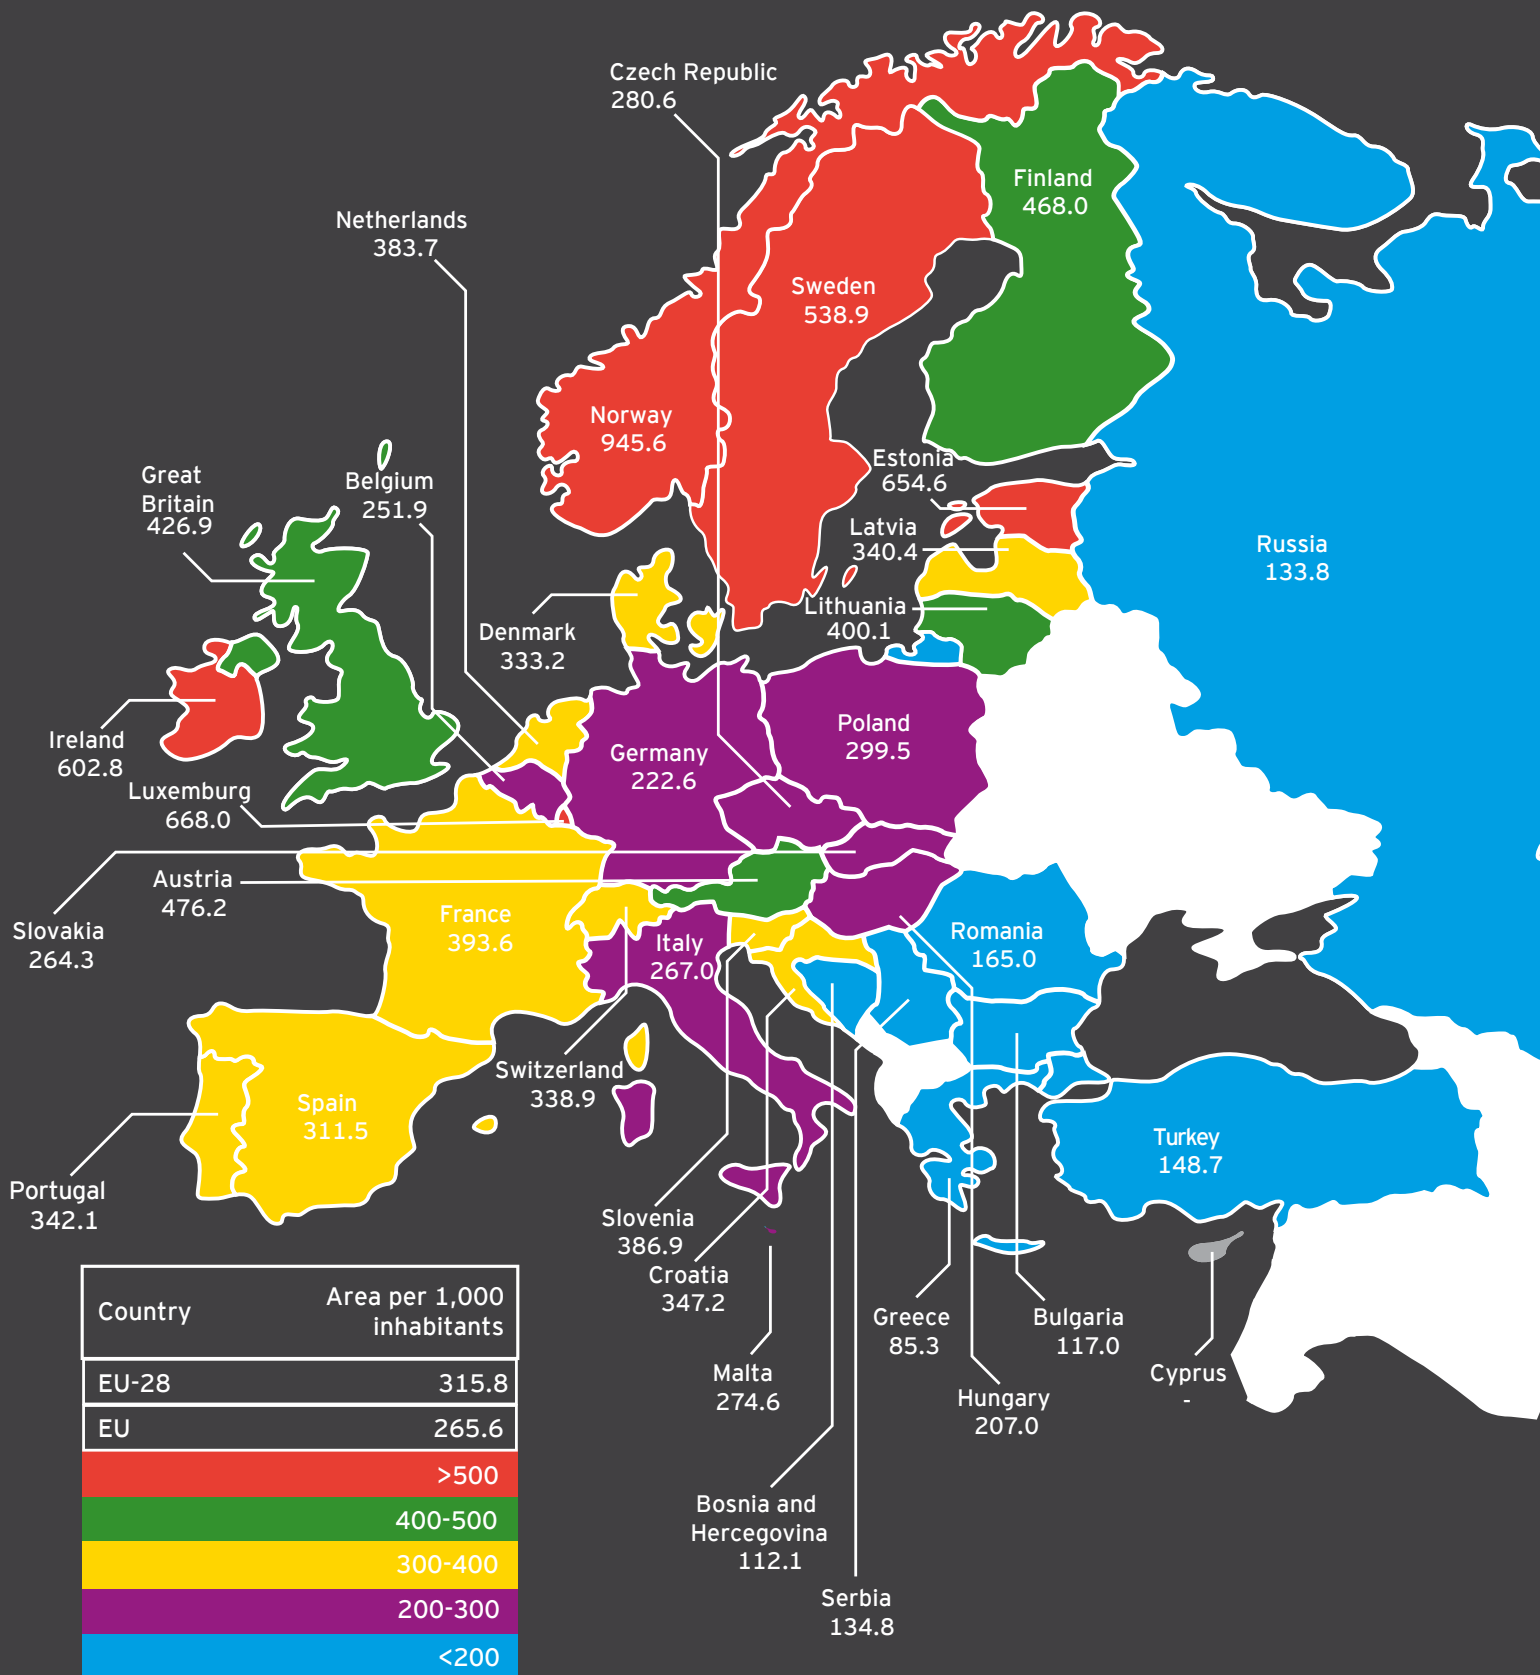 Czech Republic
280.6
Finland
468.0
Netherlands
383.7
Sweden
538.9
Norway
945.6
Estonia
654.6
Great
Britain
426.9
Belgium
251.9
Latvia
340.4
Russia
133.8
Lithuania
400.1
Denmark
333.2
Ireland
602.8
Poland
299.5
Germany
222.6
Luxemburg
668.0
Austria
476.2
Slovakia
264.3
France
393.6
Italy
267.0
Romania
165.0
Switzerland
338.9
Spain
311.5
Turkey
148.7
Portugal
342.1
Slovenia
386.9
Croatia
347.2
Malta
274.6
Greece
85.3
Bulgaria
117.0
Cyprus
-
Hungary
207.0
Bosnia and
Hercegovina
112.1
Serbia
134.8
Country
Area per 1,000
inhabitants
EU-28 315.8
EU 265.6
>500
400-500
300-400
200-300
<200